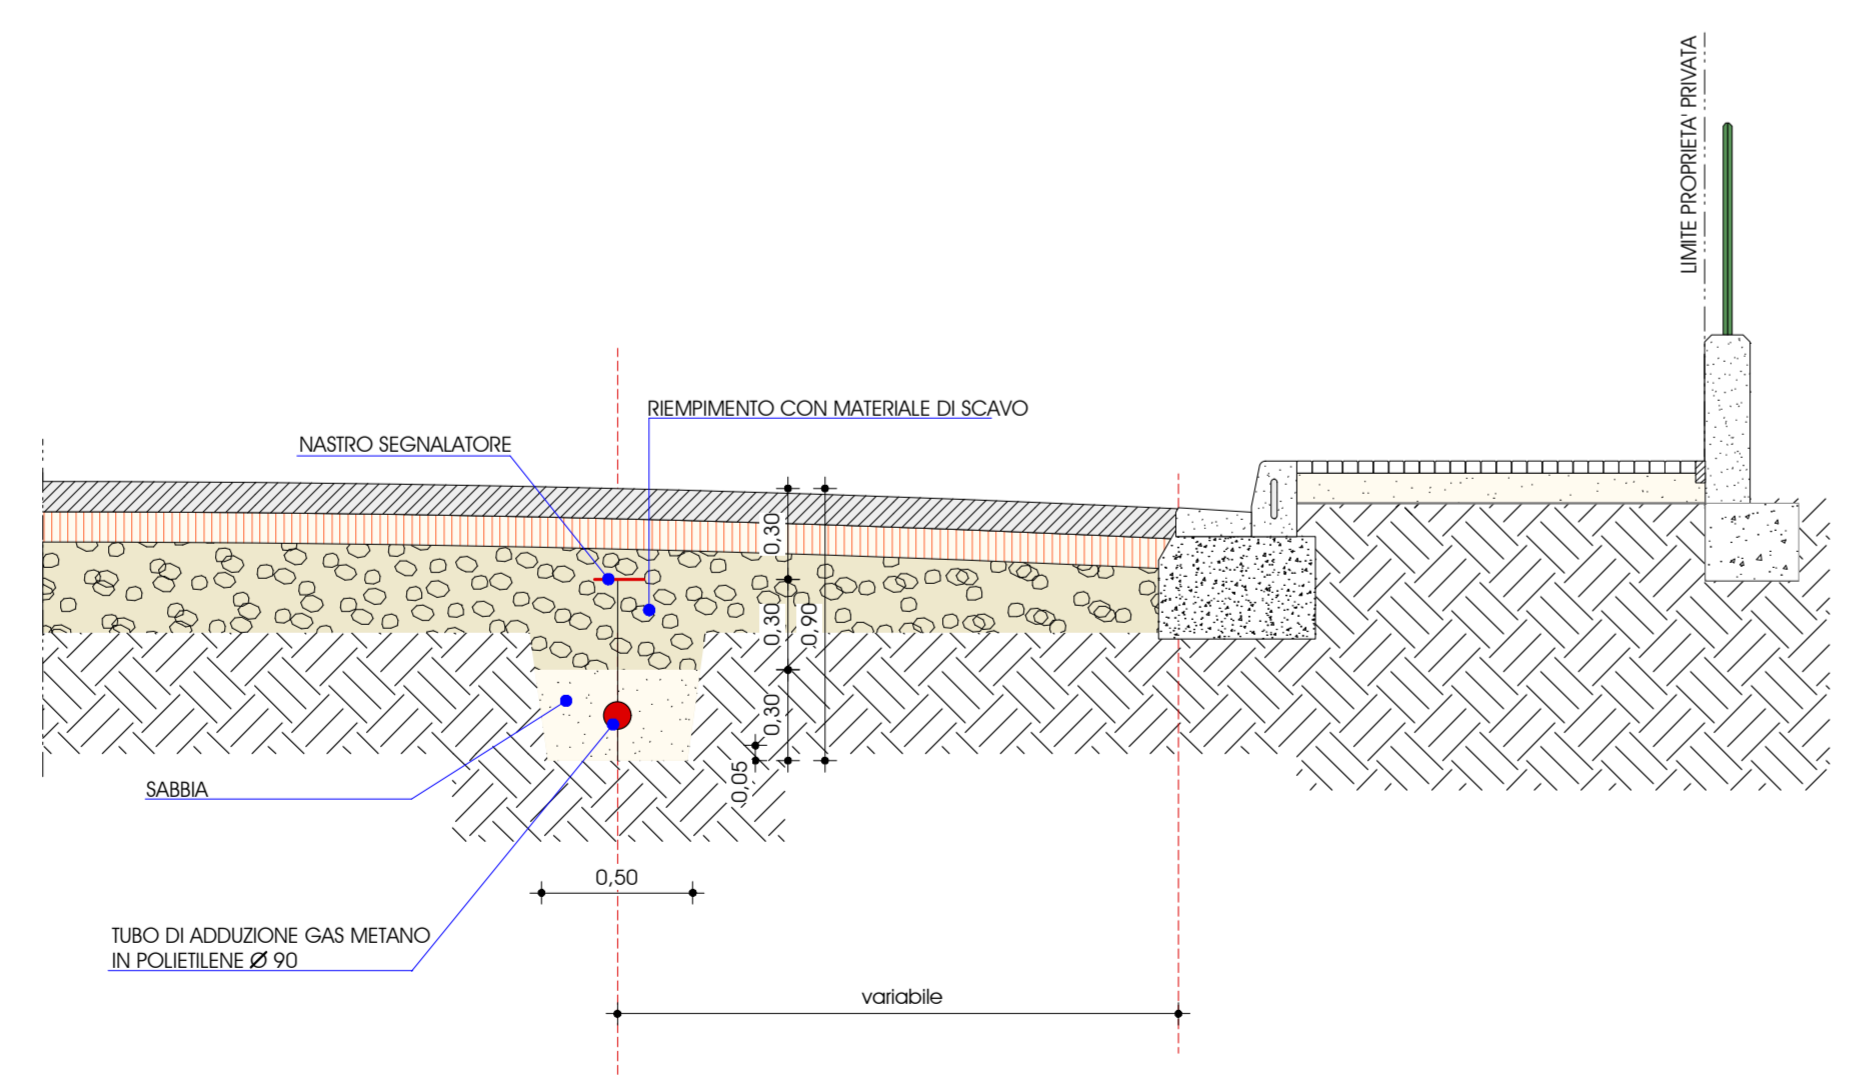 LIMITE PROPRIETA' PRIVATA
RIEMPIMENTO CON MATERIALE DI SCAVO
NASTRO SEGNALATORE
0,30
0,30
0,90
0,30
0,05
SABBIA
0,50
TUBO DI ADDUZIONE GAS METANO
IN POLIETILENE Ø 90
variabile